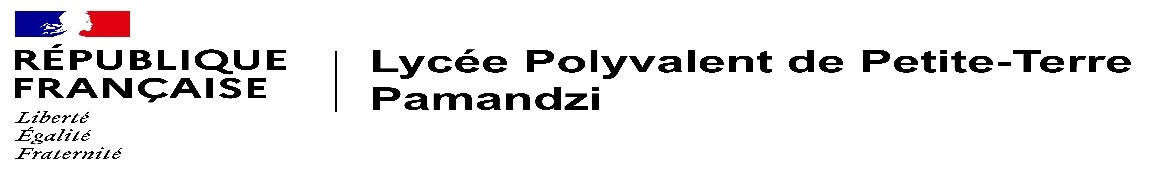 RÉPUBLIQUE
FRANÇAISE
Liberté
Égalité
Fraternité
Lycée Polyvalent de Petite-Terre
Pamandzi